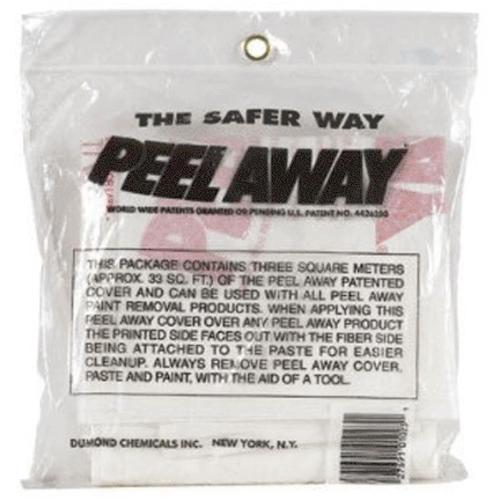 THE SAFER WAY
PEEL AWAY
WORLD WIDE PATENTS GRANTED OR PENDING U.S. PATENT NO. 4426250
THIS PACKAGE CONTAINS THREE SQUARE METERS
(APPROX. 33 SQ. FT.) OF THE PEEL AWAY PATENTED
COVER AND CAN BE USED WITH ALL PEEL AWAY
PAINT REMOVAL PRODUCTS. WHEN APPLYING THIS
PEEL AWAY COVER OVER ANY PEEL AWAY PRODUCT
THE PRINTED SIDE FACES OUT WITH THE FIBER SIDE
BEING ATTACHED TO THE PASTE FOR EASIER
CLEANUP. ALWAYS REMOVE PEEL AWAY COVER,
PASTE AND PAINT, WITH THE AID OF A TOOL.
DUMOND CHEMICALS INC. NEW YORK, N.Y.